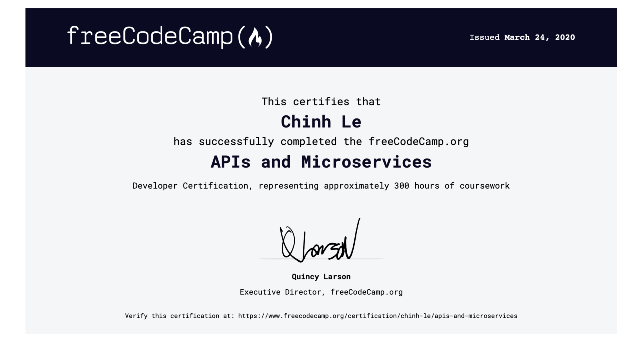 freeCodeCamp(🔥)
Issued March 24, 2020
This certifies that
Chinh Le
has successfully completed the freeCodeCamp.org
APIs and Microservices
Developer Certification, representing approximately 300 hours of coursework
Quincy Larson
Executive Director, freeCodeCamp.org
Verify this certification at: https://www.freecodecamp.org/certification/chinh-le/apis-and-microservices